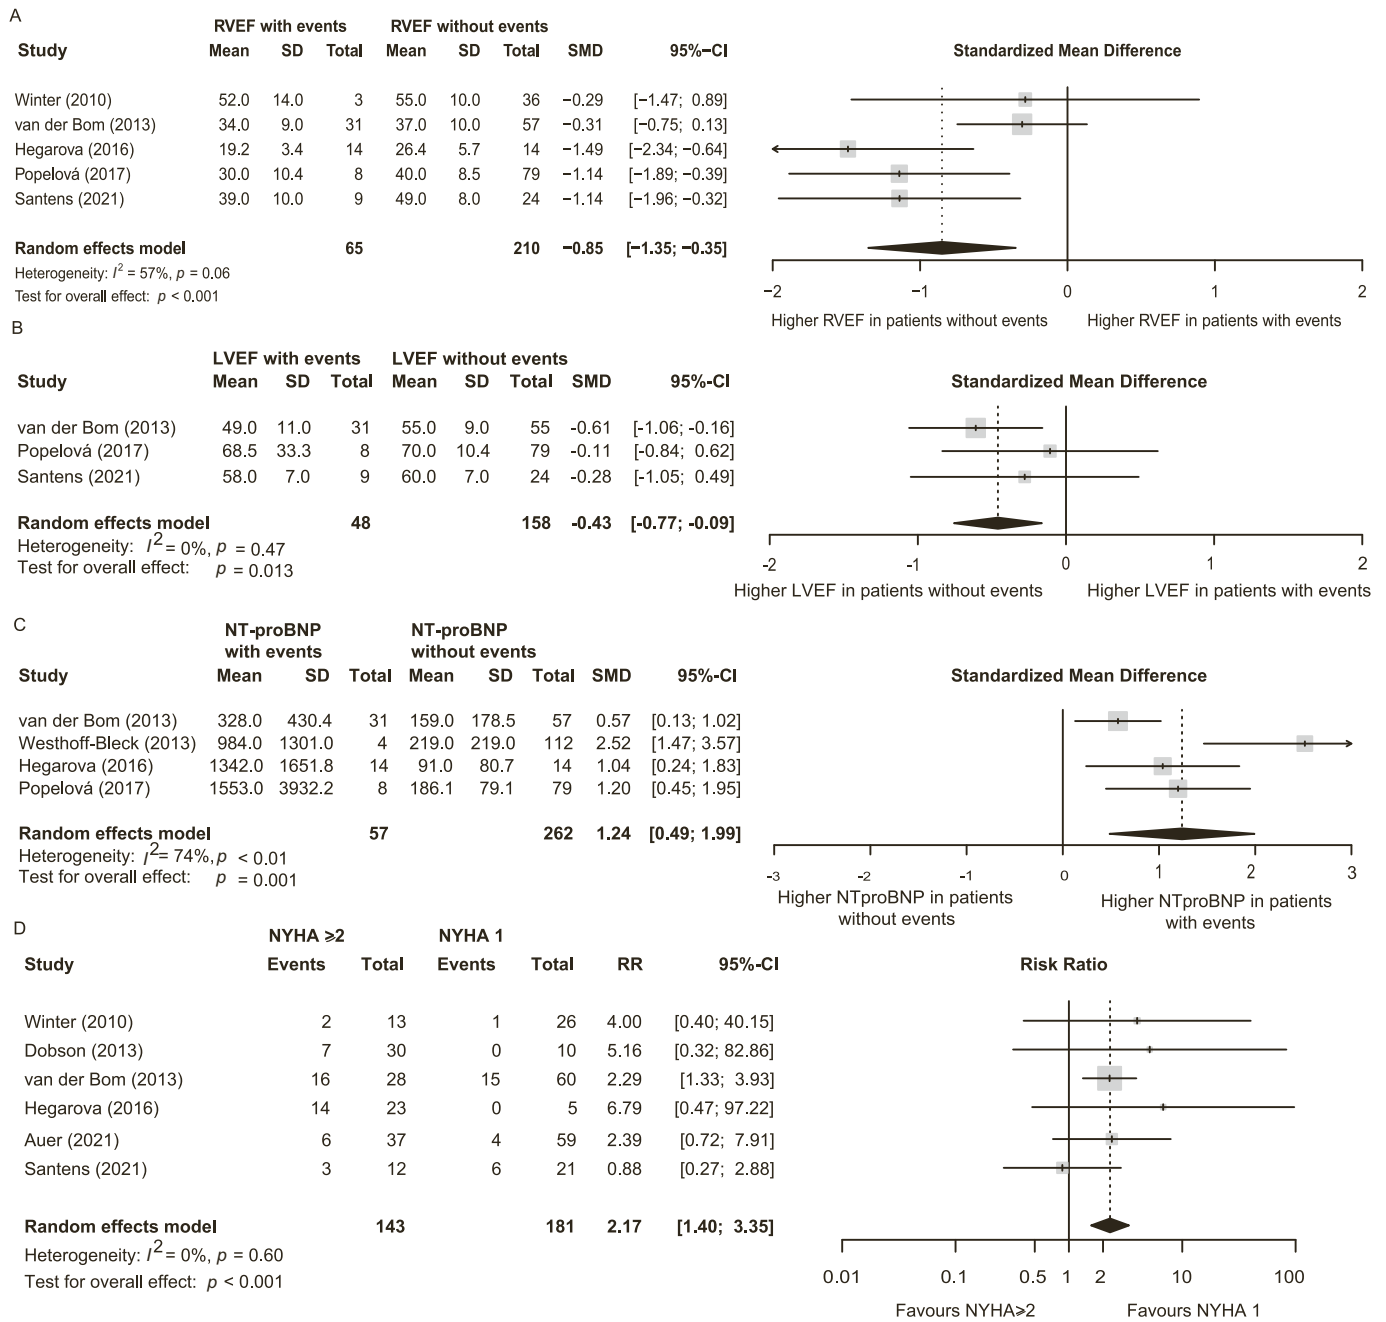 A
RVEF with events RVEF without events
Study Mean SD Total Mean SD Total SMD 95%−CI Standardized Mean Difference
Winter (2010) 52.0 14.0 3 55.0 10.0 36 −0.29 [−1.47; 0.89]
van der Bom (2013) 34.0 9.0 31 37.0 10.0 57 −0.31 [−0.75; 0.13]
Hegarova (2016) 19.2 3.4 14 26.4 5.7 14 −1.49 [−2.34; −0.64]
Popelová (2017) 30.0 10.4 8 40.0 8.5 79 −1.14 [−1.89; −0.39]
Santens (2021) 39.0 10.0 9 49.0 8.0 24 −1.14 [−1.96; −0.32]
Random effects model 65 210 −0.85 [−1.35; −0.35]
Heterogeneity: I² = 57%, p = 0.06
Test for overall effect: p < 0.001
−2 −1 0 1 2
Higher RVEF in patients without events Higher RVEF in patients with events
B
LVEF with events LVEF without events
Study Mean SD Total Mean SD Total SMD 95%-CI Standardized Mean Difference
van der Bom (2013) 49.0 11.0 31 55.0 9.0 55 -0.61 [-1.06; -0.16]
Popelová (2017) 68.5 33.3 8 70.0 10.4 79 -0.11 [-0.84; 0.62]
Santens (2021) 58.0 7.0 9 60.0 7.0 24 -0.28 [-1.05; 0.49]
Random effects model 48 158 -0.43 [-0.77; -0.09]
Heterogeneity: I² = 0%, p = 0.47
Test for overall effect: p = 0.013
-2 -1 0 1 2
Higher LVEF in patients without events Higher LVEF in patients with events
C
NT-proBNP NT-proBNP
with events without events
Study Mean SD Total Mean SD Total SMD 95%-CI Standardized Mean Difference
van der Bom (2013) 328.0 430.4 31 159.0 178.5 57 0.57 [0.13; 1.02]
Westhoff-Bleck (2013) 984.0 1301.0 4 219.0 219.0 112 2.52 [1.47; 3.57]
Hegarova (2016) 1342.0 1651.8 14 91.0 80.7 14 1.04 [0.24; 1.83]
Popelová (2017) 1553.0 3932.2 8 186.1 79.1 79 1.20 [0.45; 1.95]
Random effects model 57 262 1.24 [0.49; 1.99]
Heterogeneity: I² = 74%, p < 0.01
Test for overall effect: p = 0.001
-3 -2 -1 0 1 2 3
Higher NTproBNP in patients Higher NTproBNP in patients
without events with events
D
NYHA ⩾2 NYHA 1
Study Events Total Events Total RR 95%-CI Risk Ratio
Winter (2010) 2 13 1 26 4.00 [0.40; 40.15]
Dobson (2013) 7 30 0 10 5.16 [0.32; 82.86]
van der Bom (2013) 16 28 15 60 2.29 [1.33; 3.93]
Hegarova (2016) 14 23 0 5 6.79 [0.47; 97.22]
Auer (2021) 6 37 4 59 2.39 [0.72; 7.91]
Santens (2021) 3 12 6 21 0.88 [0.27; 2.88]
Random effects model 143 181 2.17 [1.40; 3.35]
Heterogeneity: I² = 0%, p = 0.60
Test for overall effect: p < 0.001
0.01 0.1 0.5 1 2 10 100
Favours NYHA⩾2 Favours NYHA 1